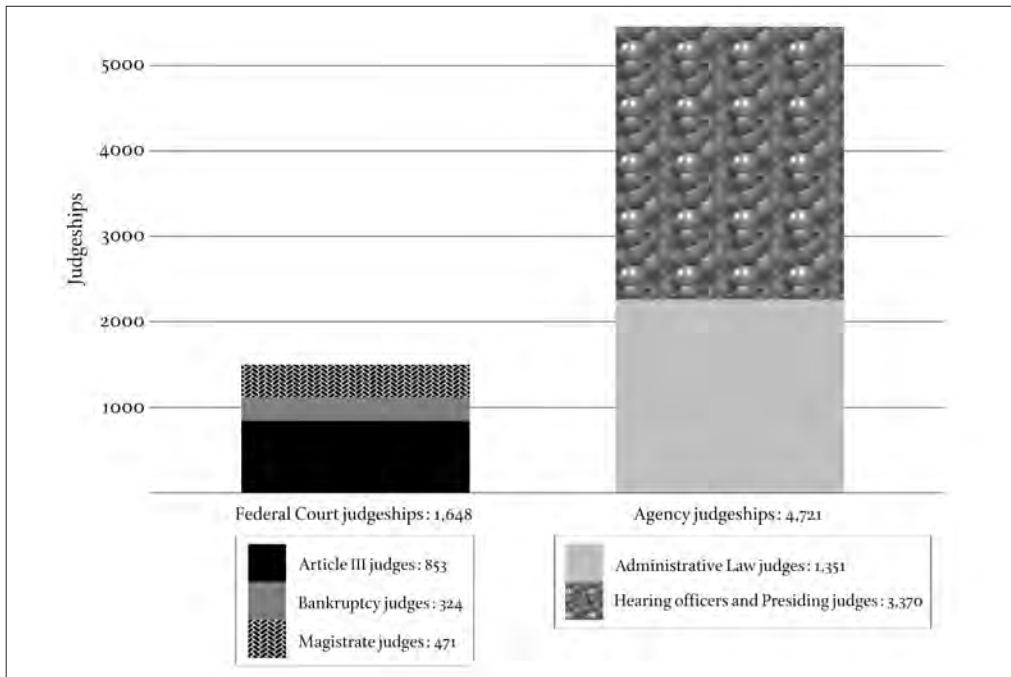 5000
4000
3000
2000
1000
Judgeships
Federal Court judgeships : 1,648
Article III judges : 853
Bankruptcy judges : 324
Magistrate judges : 471
Agency judgeships : 4,721
Administrative Law judges : 1,351
Hearing officers and Presiding judges : 3,370